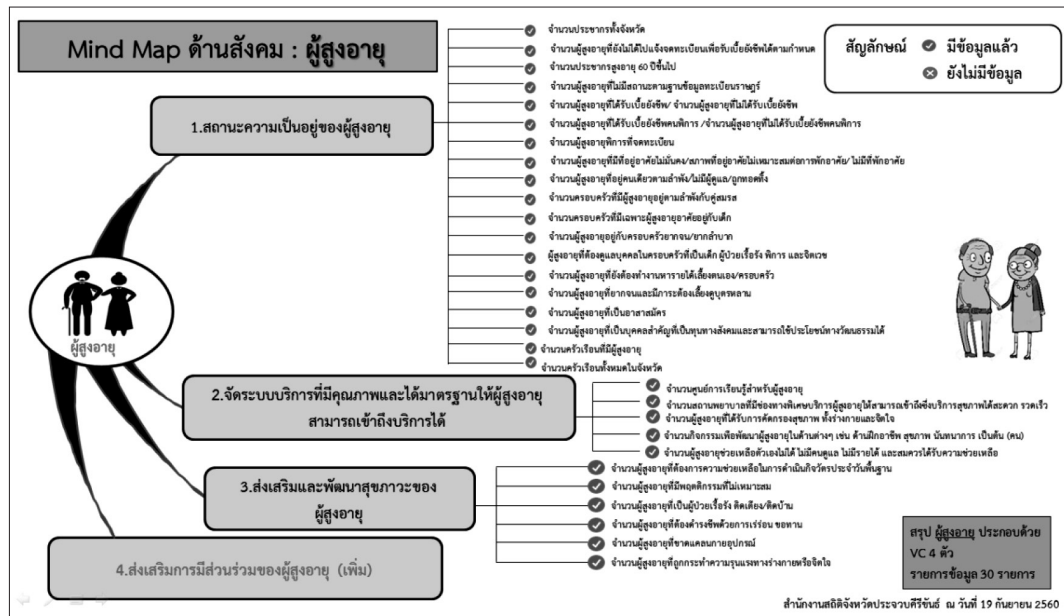 Mind Map ด้านสังคม : ผู้สูงอายุ
สัญลักษณ์ มีข้อมูลแล้ว
ยังไม่มีข้อมูล
1.สถานะความเป็นอยู่ของผู้สูงอายุ
จำนวนประชากรทั้งจังหวัด
จำนวนผู้สูงอายุที่ยังไม่ได้ไปแจ้งจดทะเบียนเพื่อรับเบี้ยยังชีพได้ตามกำหนด
จำนวนประชากรสูงอายุ 60 ปีขึ้นไป
จำนวนผู้สูงอายุที่ไม่มีสถานะตามฐานข้อมูลทะเบียนราษฎร์
จำนวนผู้สูงอายุที่ได้รับเบี้ยยังชีพ/ จำนวนผู้สูงอายุที่ไม่ได้รับเบี้ยยังชีพ
จำนวนผู้สูงอายุที่ได้รับเบี้ยยังชีพคนพิการ /จำนวนผู้สูงอายุที่ไม่ได้รับเบี้ยยังชีพคนพิการ
จำนวนผู้สูงอายุพิการที่จดทะเบียน
จำนวนผู้สูงอายุที่มีที่อยู่อาศัยไม่มั่นคง/สภาพที่อยู่อาศัยไม่เหมาะสมต่อการพักอาศัย/ ไม่มีที่พักอาศัย
จำนวนผู้สูงอายุที่อยู่คนเดียวตามลำพัง/ไม่มีผู้ดูแล/ถูกทอดทิ้ง
จำนวนครอบครัวที่มีผู้สูงอายุอยู่ตามลำพังกับคู่สมรส
จำนวนครอบครัวที่มีเฉพาะผู้สูงอายุอาศัยอยู่กับเด็ก
จำนวนผู้สูงอายุอยู่กับครอบครัวยากจน/ยากลำบาก
ผู้สูงอายุที่ต้องดูแลบุคคลในครอบครัวที่เป็นเด็ก ผู้ป่วยเรื้อรัง พิการ และจิตเวช
จำนวนผู้สูงอายุที่ยังต้องทำงานหารายได้เลี้ยงตนเอง/ครอบครัว
จำนวนผู้สูงอายุที่ยากจนและมีภาระต้องเลี้ยงดูบุตรหลาน
จำนวนผู้สูงอายุที่เป็นอาสาสมัคร
จำนวนผู้สูงอายุที่เป็นบุคคลสำคัญที่เป็นทุนทางสังคมและสามารถใช้ประโยชน์ทางวัฒนธรรมได้
จำนวนครัวเรือนที่มีผู้สูงอายุ
จำนวนครัวเรือนทั้งหมดในจังหวัด
ผู้สูงอายุ
2.จัดระบบบริการที่มีคุณภาพและได้มาตรฐานให้ผู้สูงอายุ
สามารถเข้าถึงบริการได้
จำนวนศูนย์การเรียนรู้สำหรับผู้สูงอายุ
จำนวนสถานพยาบาลที่มีช่องทางพิเศษบริการผู้สูงอายุให้สามารถเข้าถึงซึ่งบริการสุขภาพได้สะดวก รวดเร็ว
จำนวนผู้สูงอายุที่ได้รับการคัดกรองสุขภาพ ทั้งร่างกายและจิตใจ
จำนวนกิจกรรมเพื่อพัฒนาผู้สูงอายุในด้านต่างๆ เช่น ด้านฝึกอาชีพ สุขภาพ นันทนาการ เป็นต้น (คน)
จำนวนผู้สูงอายุช่วยเหลือตัวเองไม่ได้ ไม่มีคนดูแล ไม่มีรายได้ และสมควรได้รับความช่วยเหลือ
3.ส่งเสริมและพัฒนาสุขภาวะของ
ผู้สูงอายุ
จำนวนผู้สูงอายุที่ต้องการความช่วยเหลือในการดำเนินกิจวัตรประจำวันพื้นฐาน
จำนวนผู้สูงอายุที่มีพฤติกรรมที่ไม่เหมาะสม
จำนวนผู้สูงอายุที่เป็นผู้ป่วยเรื้อรัง ติดเตียง/ติดบ้าน
จำนวนผู้สูงอายุที่ต้องดำรงชีพด้วยการเร่ร่อน ขอทาน
จำนวนผู้สูงอายุที่ขาดแคลนกายอุปกรณ์
จำนวนผู้สูงอายุที่ถูกกระทำความรุนแรงทางร่างกายหรือจิตใจ
4.ส่งเสริมการมีส่วนร่วมของผู้สูงอายุ (เพิ่ม)
สรุป ผู้สูงอายุ ประกอบด้วย
VC 4 ตัว
รายการข้อมูล 30 รายการ
สำนักงานสถิติจังหวัดประจวบคีรีขันธ์ ณ วันที่ 19 กันยายน 2560